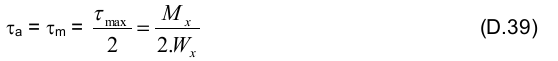 τa = τm = τmax/2 = Mx/2.Wx (D.39)